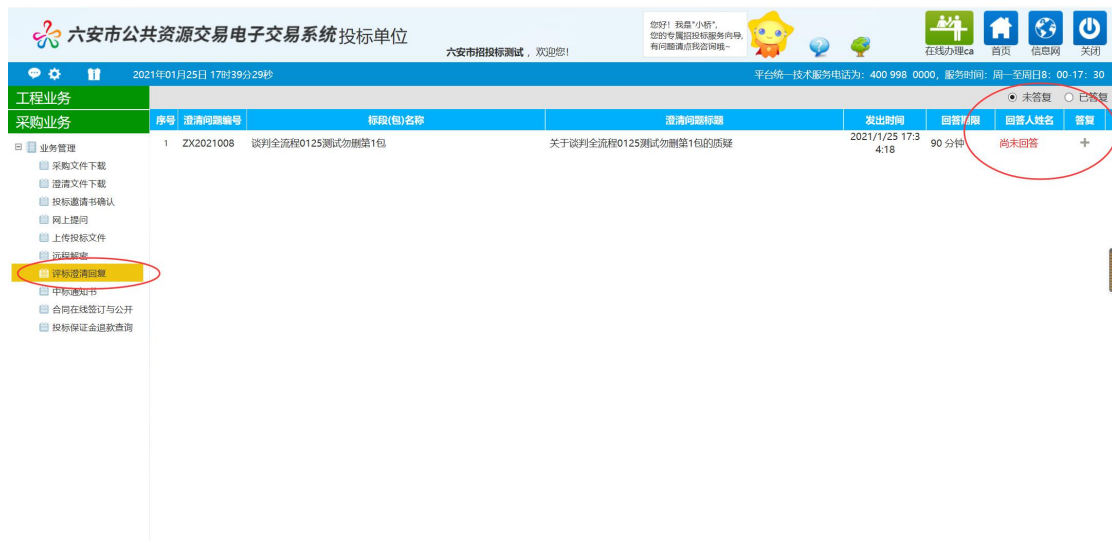 六安市公共资源交易电子交易系统投标单位
六安市招投标测试，欢迎您!
您好！我是"小桥"，
您的专属招投标服务向导，
有问题请点我咨询哦~
在线办理ca 首页 信息网 关闭
2021年01月25日 17时39分29秒
平台统一技术服务电话为：400 998 0000，服务时间：周一至周日8：00-17：30
工程业务
未答复 已答复
采购业务
序号 澄清问题编号 标段(包)名称 澄清问题标题 发出时间 回答期限 回答人姓名 答复
1 ZX2021008 谈判全流程0125测试勿删第1包 关于谈判全流程0125测试勿删第1包的质疑 2021/1/25 17:3
4:18 90 分钟 尚未回答
业务管理
采购文件下载
澄清文件下载
投标邀请书确认
网上提问
上传投标文件
远程解密
评标澄清回复
中标通知书
合同在线签订与公开
投标保证金退款查询